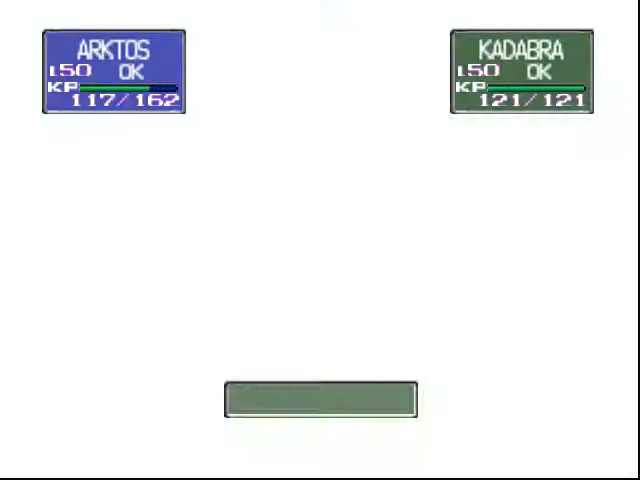 ARKTOS
L50 OK
KP
117/162
KADABRA
L50 OK
KP
121/121